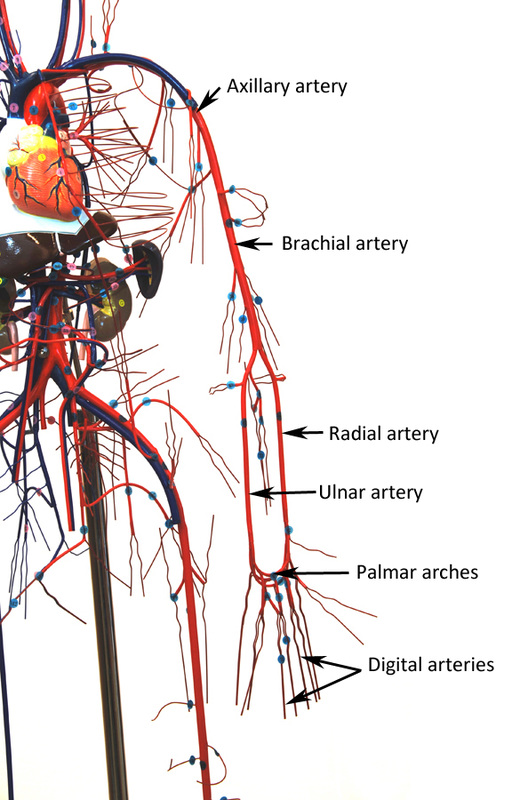 Axillary artery
Brachial artery
Radial artery
Ulnar artery
Palmar arches
Digital arteries